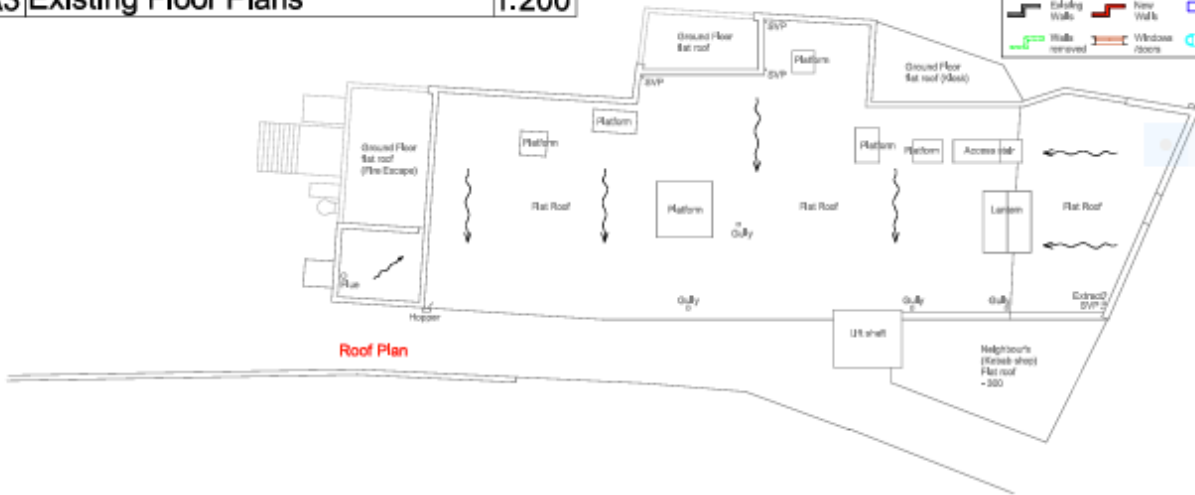 A3 Existing Floor Plans 1:200
Existing
Walls
New
Walls
Walls
removed
Windows
/doors
Ground Floor
flat roof
SVP
SVP
SVP
Platform
Ground Floor
flat roof (Kiosk)
Platform
Platform
Platform
Platform
Access stair
Ground Floor
flat roof
(Fire Escape)
Flat Roof
Platform
Flat Roof
Lantern
Flat Roof
Gully
Flue
Hopper
Gully
Gully
Gully
Extract
SVP
Lift shaft
Roof Plan
Neighbour's
(Kebab shop)
Flat roof
- 300